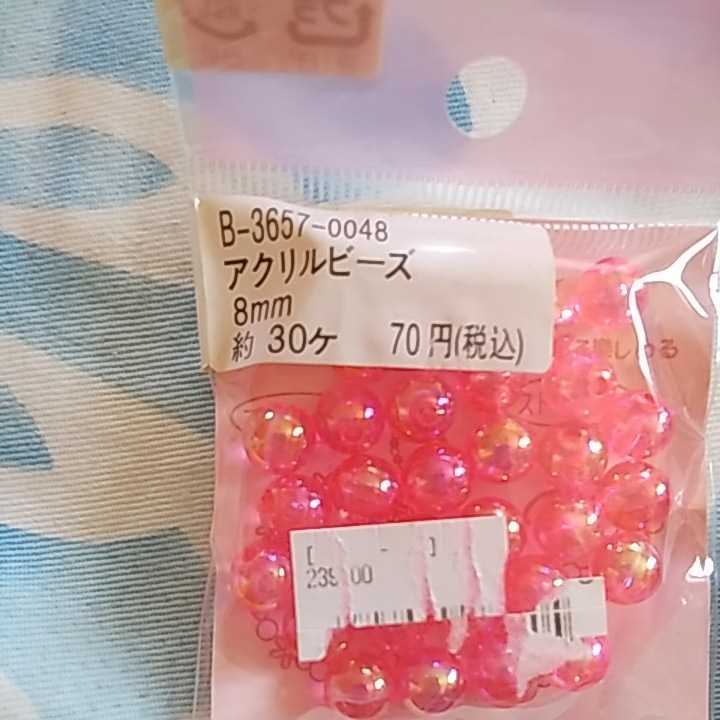 B-3657-0048
アクリルビーズ
8mm
約 30ケ 70円(税込)
[ - ]